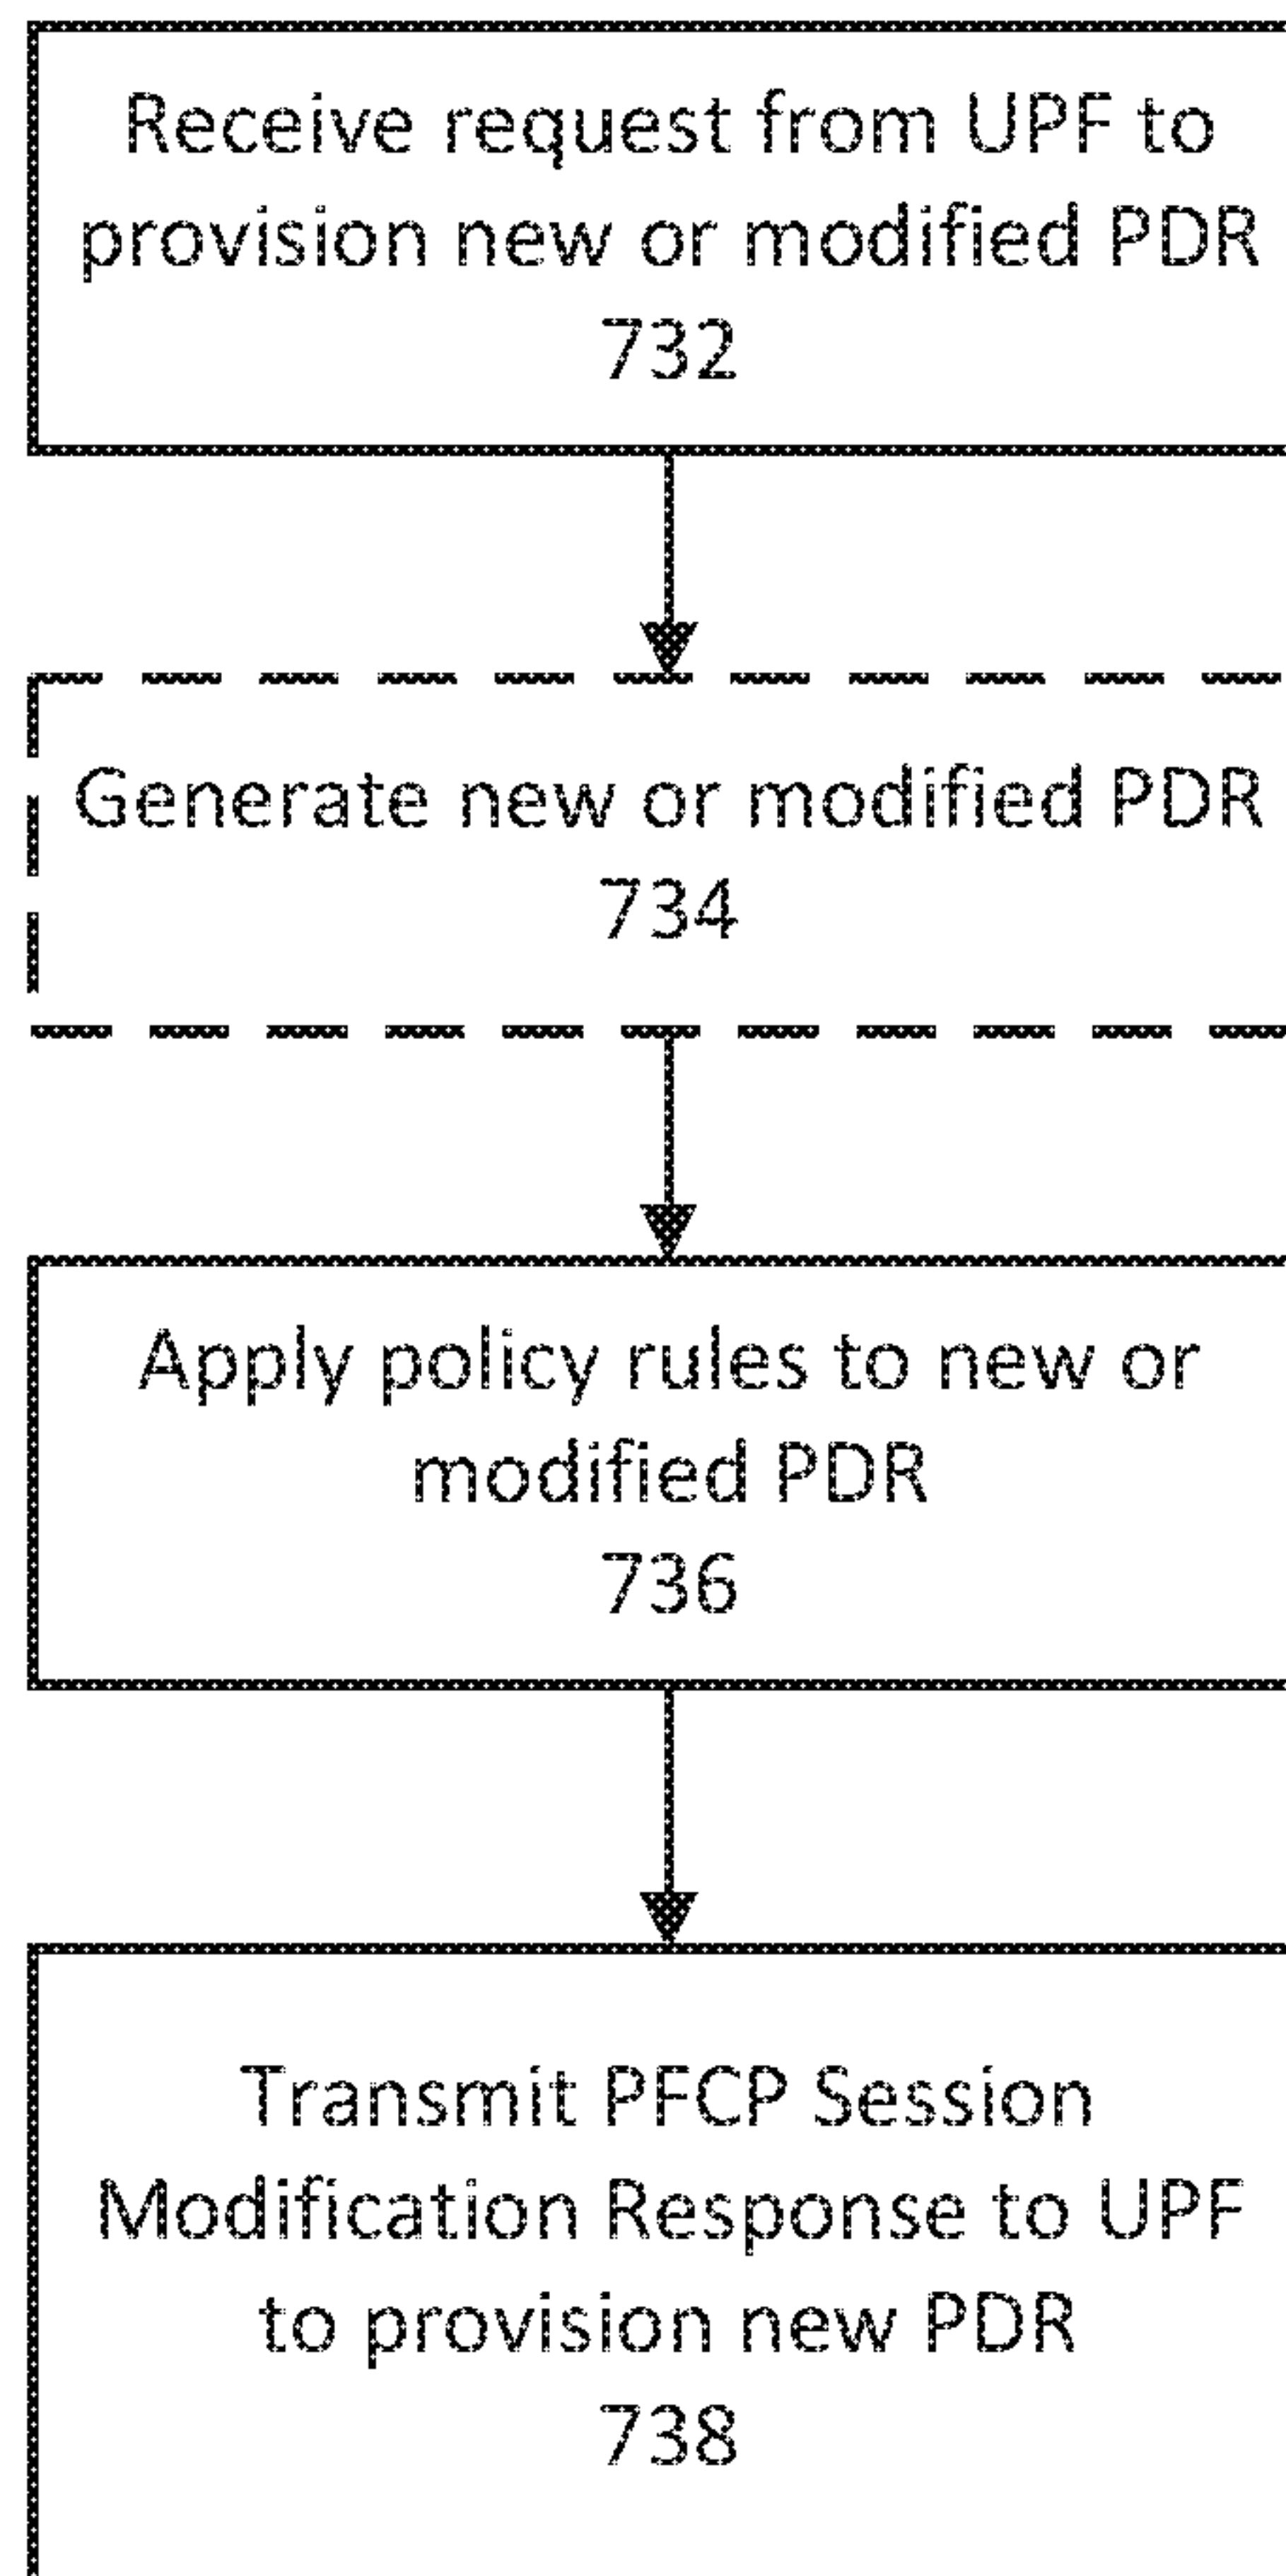 Receive request from UPF to
provision new or modified PDR
732
Generate new or modified PDR
734
Apply policy rules to new or
modified PDR
736
Transmit PFCP Session
Modification Response to UPF
to provision new PDR
738